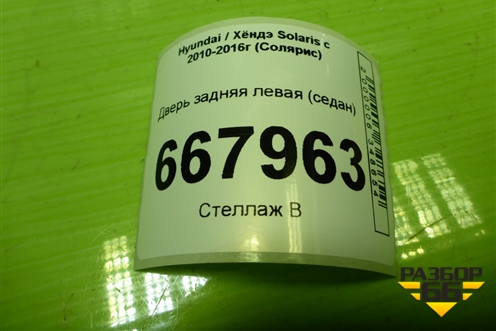 Hyundai / Хёндэ Solaris с
2010-2016г (Солярис)
Дверь задняя левая (седан)
667963
Стеллаж B
РАЗБОР
66